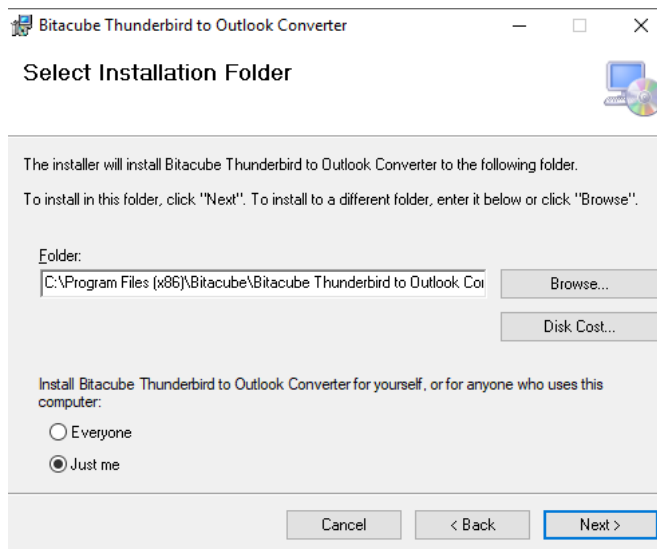 Bitacube Thunderbird to Outlook Converter
Select Installation Folder
The installer will install Bitacube Thunderbird to Outlook Converter to the following folder.
To install in this folder, click "Next". To install to a different folder, enter it below or click "Browse".
Folder:
C:\Program Files (x86)\Bitacube\Bitacube Thunderbird to Outlook Co
Browse...
Disk Cost...
Install Bitacube Thunderbird to Outlook Converter for yourself, or for anyone who uses this
computer:
Everyone
Just me
Cancel
< Back
Next >